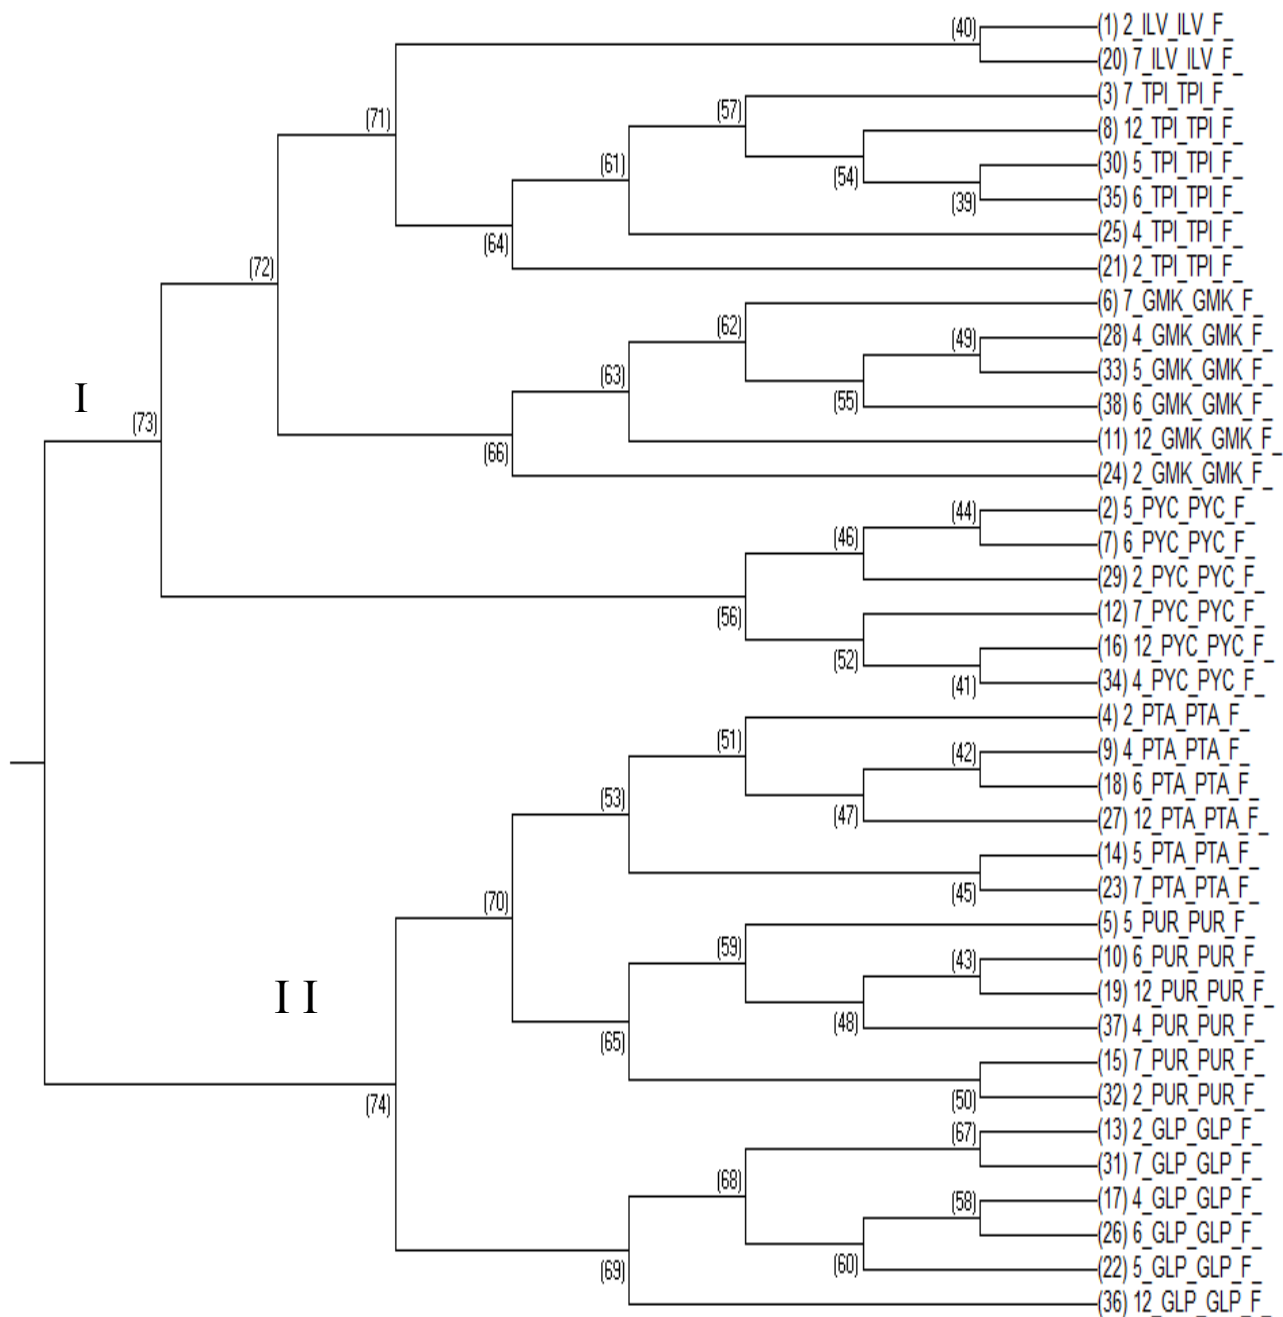 (40)
(1) 2_ILV_ILV_F_
(20) 7_ILV_ILV_F_
(71)
(57)
(3) 7_TPI_TPI_F_
(61)
(8) 12_TPI_TPI_F_
(54)
(30) 5_TPI_TPI_F_
(39)
(35) 6_TPI_TPI_F_
(64)
(25) 4_TPI_TPI_F_
(72)
(21) 2_TPI_TPI_F_
(62)
(6) 7_GMK_GMK_F_
(49)
(28) 4_GMK_GMK_F_
(63)
(33) 5_GMK_GMK_F_
I
(55)
(38) 6_GMK_GMK_F_
(73)
(66)
(11) 12_GMK_GMK_F_
(24) 2_GMK_GMK_F_
(44)
(2) 5_PYC_PYC_F_
(46)
(7) 6_PYC_PYC_F_
(29) 2_PYC_PYC_F_
(56)
(12) 7_PYC_PYC_F_
(52)
(16) 12_PYC_PYC_F_
(41)
(34) 4_PYC_PYC_F_
(51)
(4) 2_PTA_PTA_F_
(42)
(9) 4_PTA_PTA_F_
(53)
(18) 6_PTA_PTA_F_
(47)
(27) 12_PTA_PTA_F_
(14) 5_PTA_PTA_F_
(70)
(45)
(23) 7_PTA_PTA_F_
(59)
(5) 5_PUR_PUR_F_
(43)
(10) 6_PUR_PUR_F_
I I
(19) 12_PUR_PUR_F_
(48)
(37) 4_PUR_PUR_F_
(65)
(15) 7_PUR_PUR_F_
(74)
(50)
(32) 2_PUR_PUR_F_
(67)
(13) 2_GLP_GLP_F_
(68)
(31) 7_GLP_GLP_F_
(58)
(17) 4_GLP_GLP_F_
(26) 6_GLP_GLP_F_
(69)
(60)
(22) 5_GLP_GLP_F_
(36) 12_GLP_GLP_F_